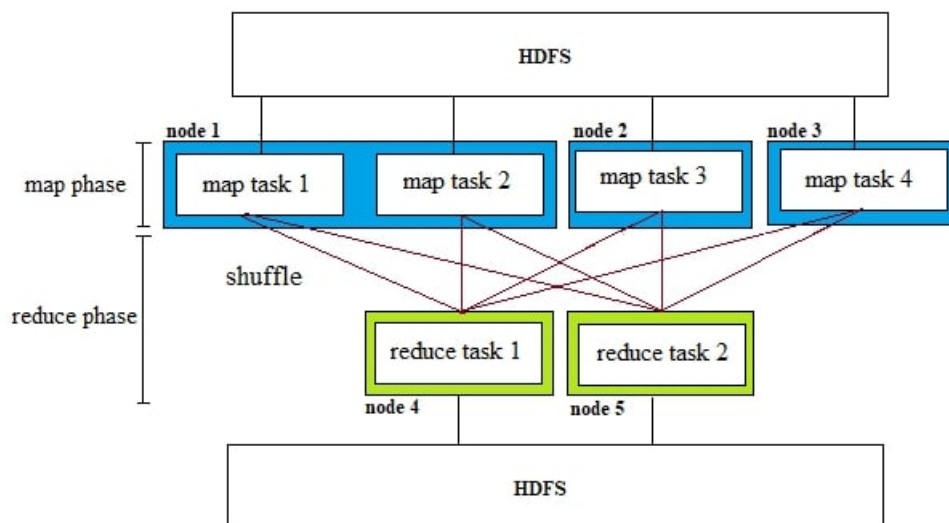 HDFS
node 1
node 2
node 3
map phase
map task 1
map task 2
map task 3
map task 4
shuffle
reduce phase
reduce task 1
reduce task 2
node 4
node 5
HDFS